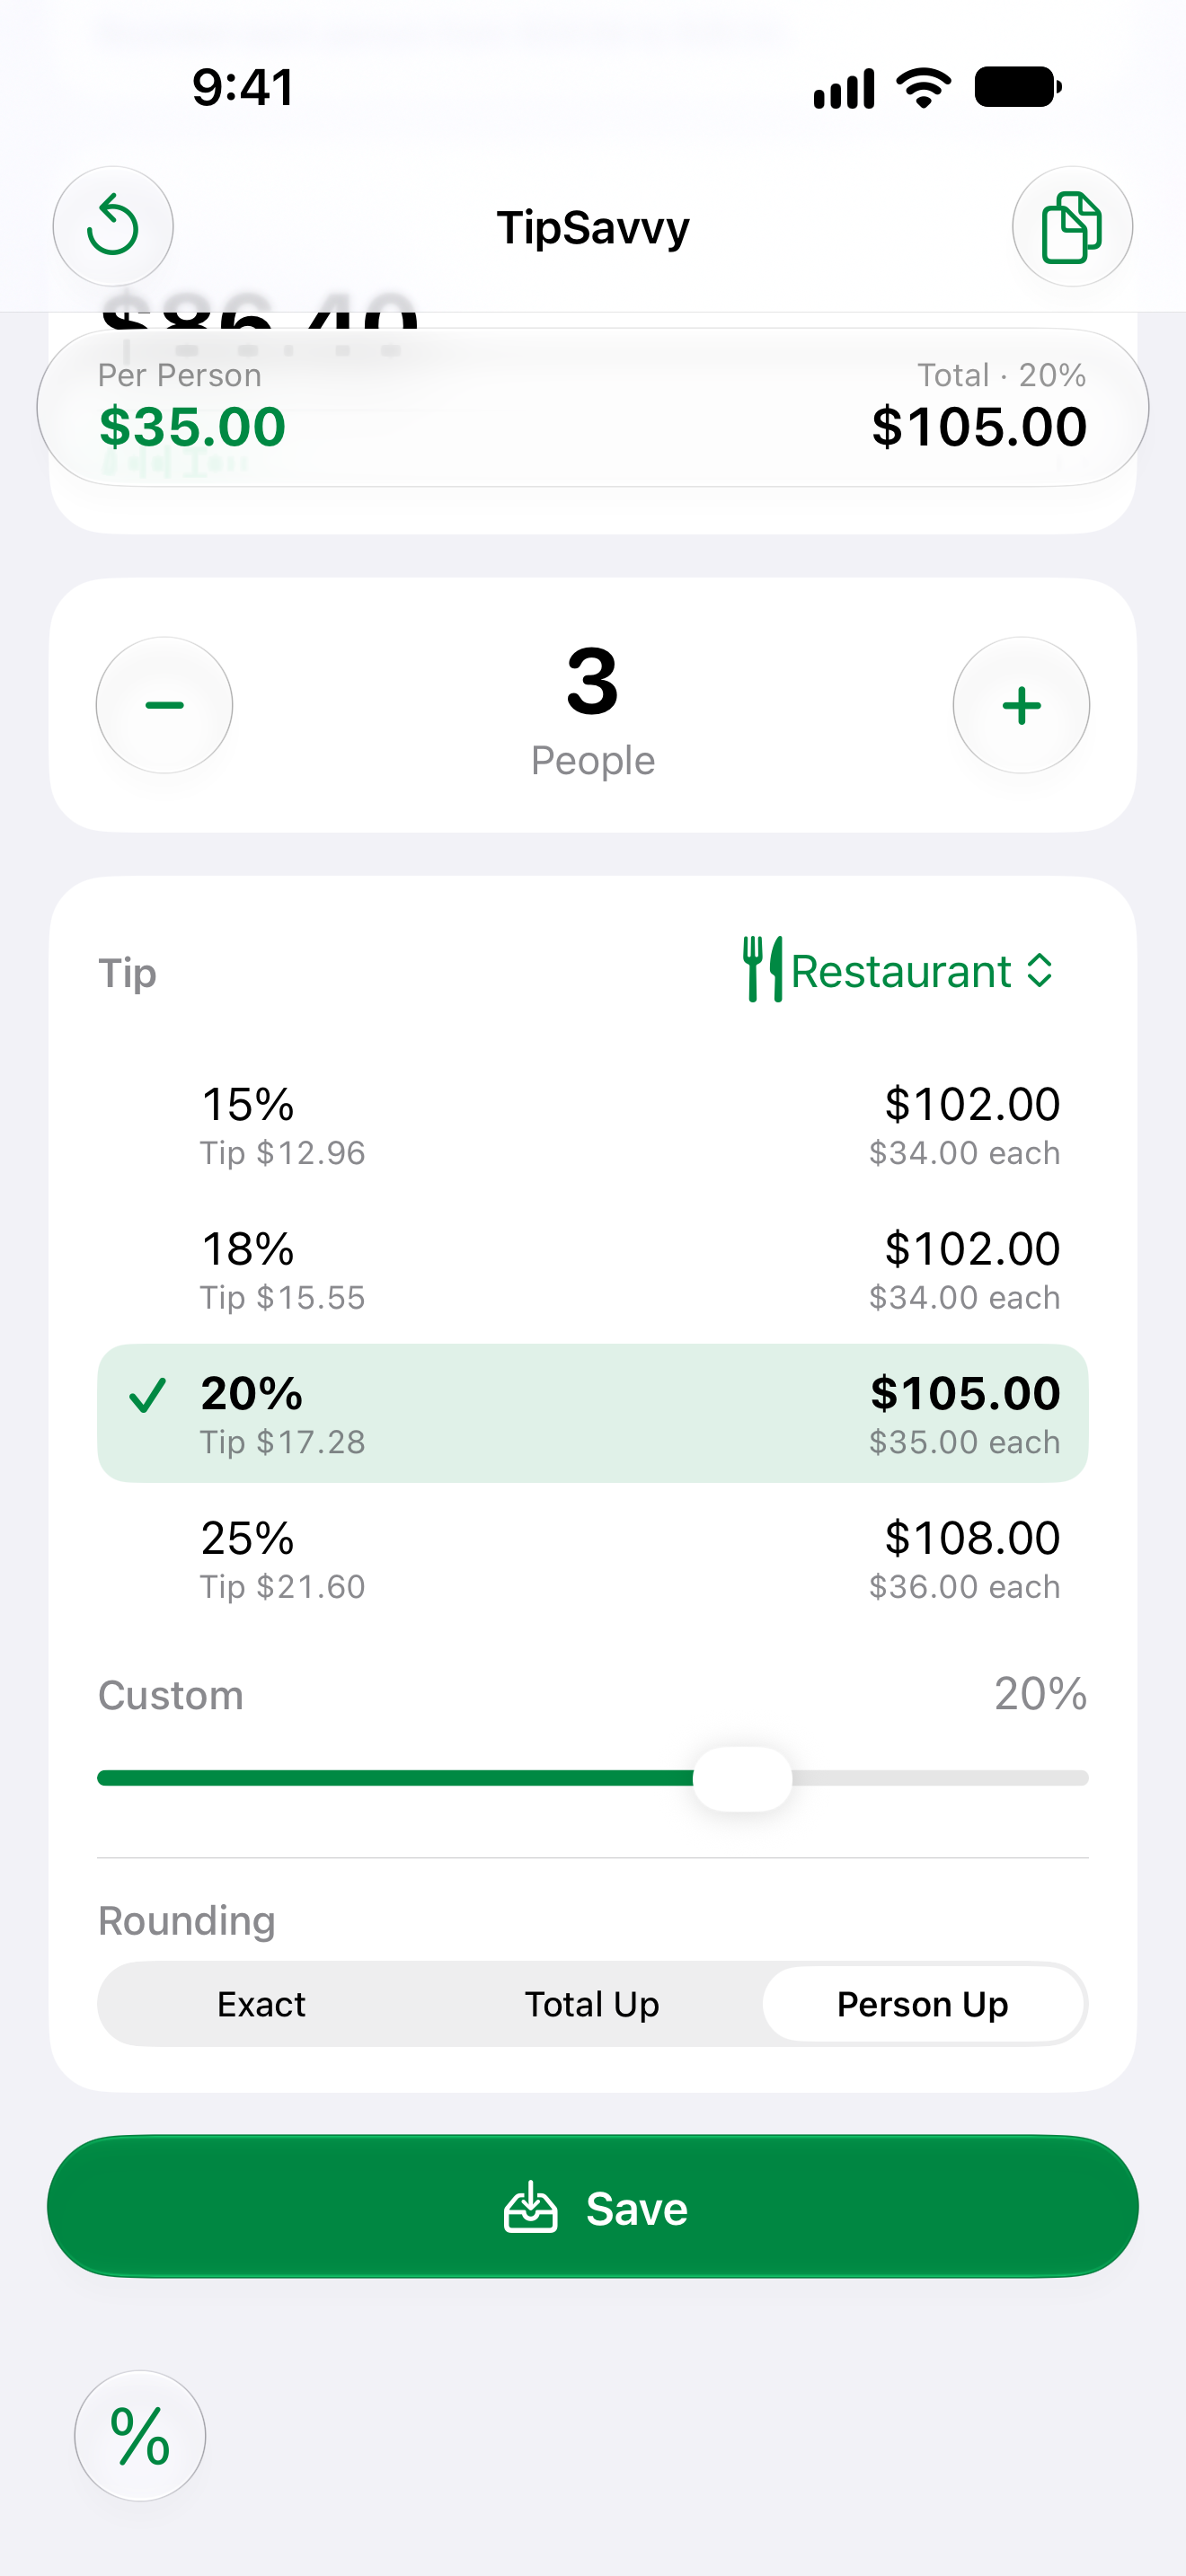 9:41
TipSavvy
$86.40
Per Person
Total · 20%
$35.00
$105.00
3
People
Tip
Restaurant
15%
$102.00
Tip $12.96
$34.00 each
18%
$102.00
Tip $15.55
$34.00 each
20%
$105.00
Tip $17.28
$35.00 each
25%
$108.00
Tip $21.60
$36.00 each
Custom
20%
Rounding
Exact
Total Up
Person Up
Save
%